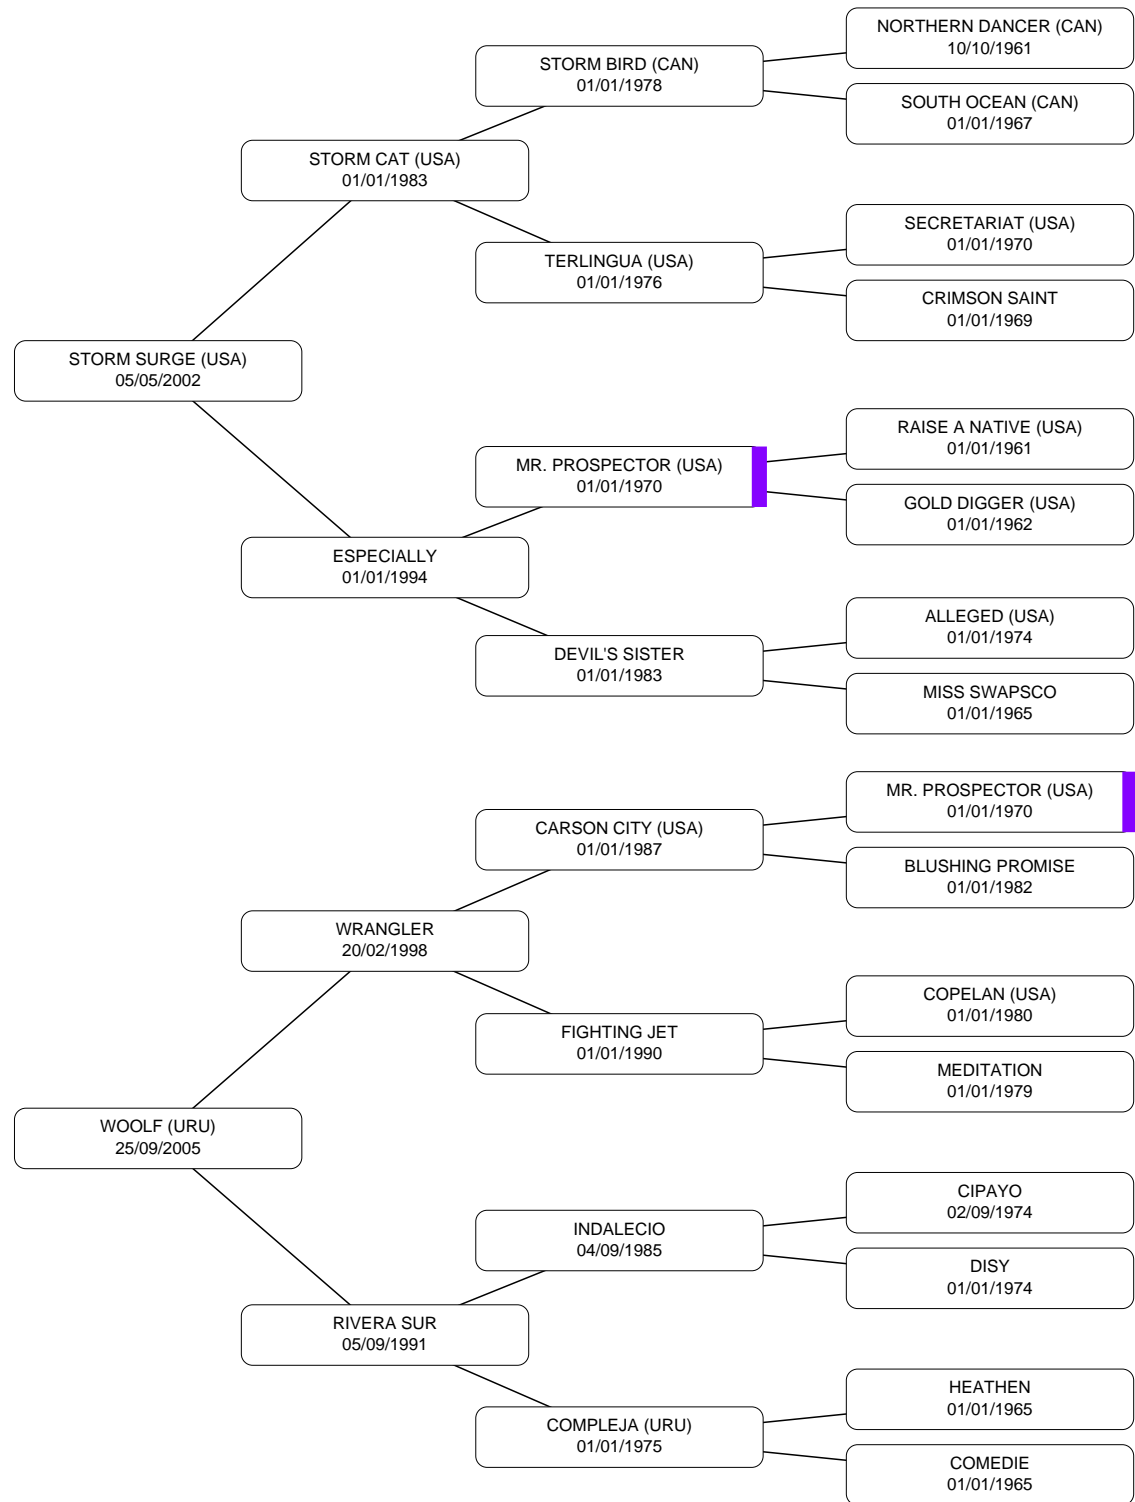 NORTHERN DANCER (CAN)
10/10/1961
STORM BIRD (CAN)
01/01/1978
SOUTH OCEAN (CAN)
01/01/1967
STORM CAT (USA)
01/01/1983
SECRETARIAT (USA)
01/01/1970
TERLINGUA (USA)
01/01/1976
CRIMSON SAINT
01/01/1969
STORM SURGE (USA)
05/05/2002
RAISE A NATIVE (USA)
01/01/1961
MR. PROSPECTOR (USA)
01/01/1970
GOLD DIGGER (USA)
01/01/1962
ESPECIALLY
01/01/1994
ALLEGED (USA)
01/01/1974
DEVIL'S SISTER
01/01/1983
MISS SWAPSCO
01/01/1965
MR. PROSPECTOR (USA)
01/01/1970
CARSON CITY (USA)
01/01/1987
BLUSHING PROMISE
01/01/1982
WRANGLER
20/02/1998
COPELAN (USA)
01/01/1980
FIGHTING JET
01/01/1990
MEDITATION
01/01/1979
WOOLF (URU)
25/09/2005
CIPAYO
02/09/1974
INDALECIO
04/09/1985
DISY
01/01/1974
RIVERA SUR
05/09/1991
HEATHEN
01/01/1965
COMPLEJA (URU)
01/01/1975
COMEDIE
01/01/1965